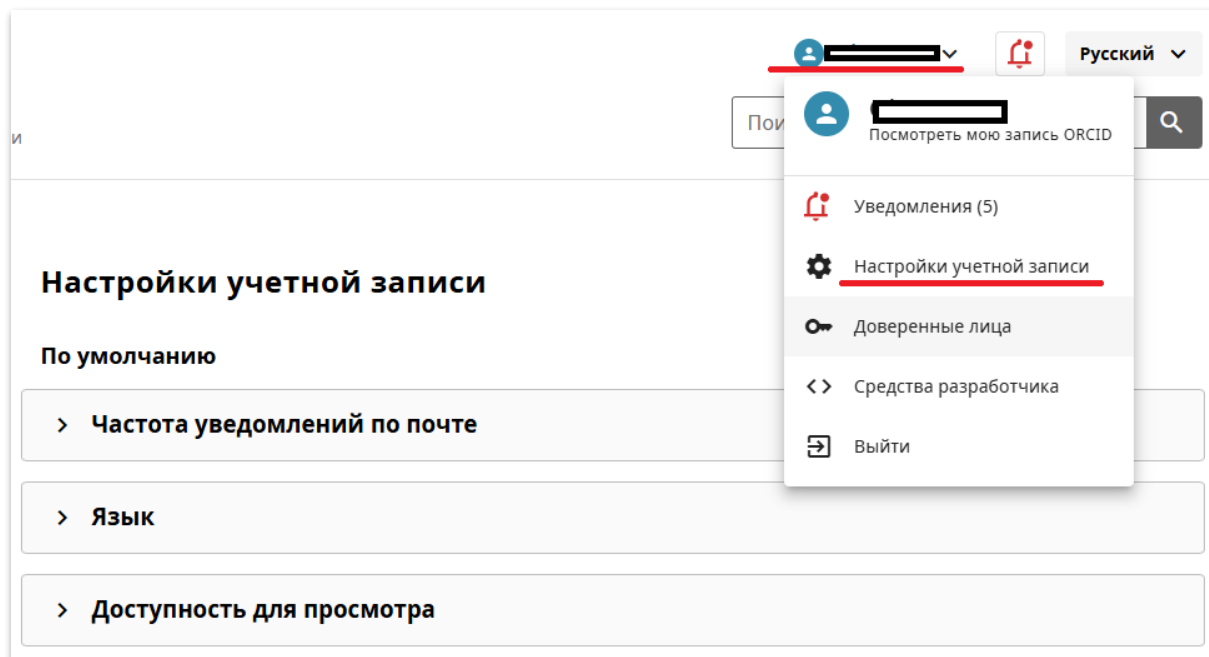 Русский
Пои
и
Посмотреть мою запись ORCID
Уведомления (5)
Настройки учетной записи
Доверенные лица
Средства разработчика
Выйти
Настройки учетной записи
По умолчанию
Частота уведомлений по почте
Язык
Доступность для просмотра